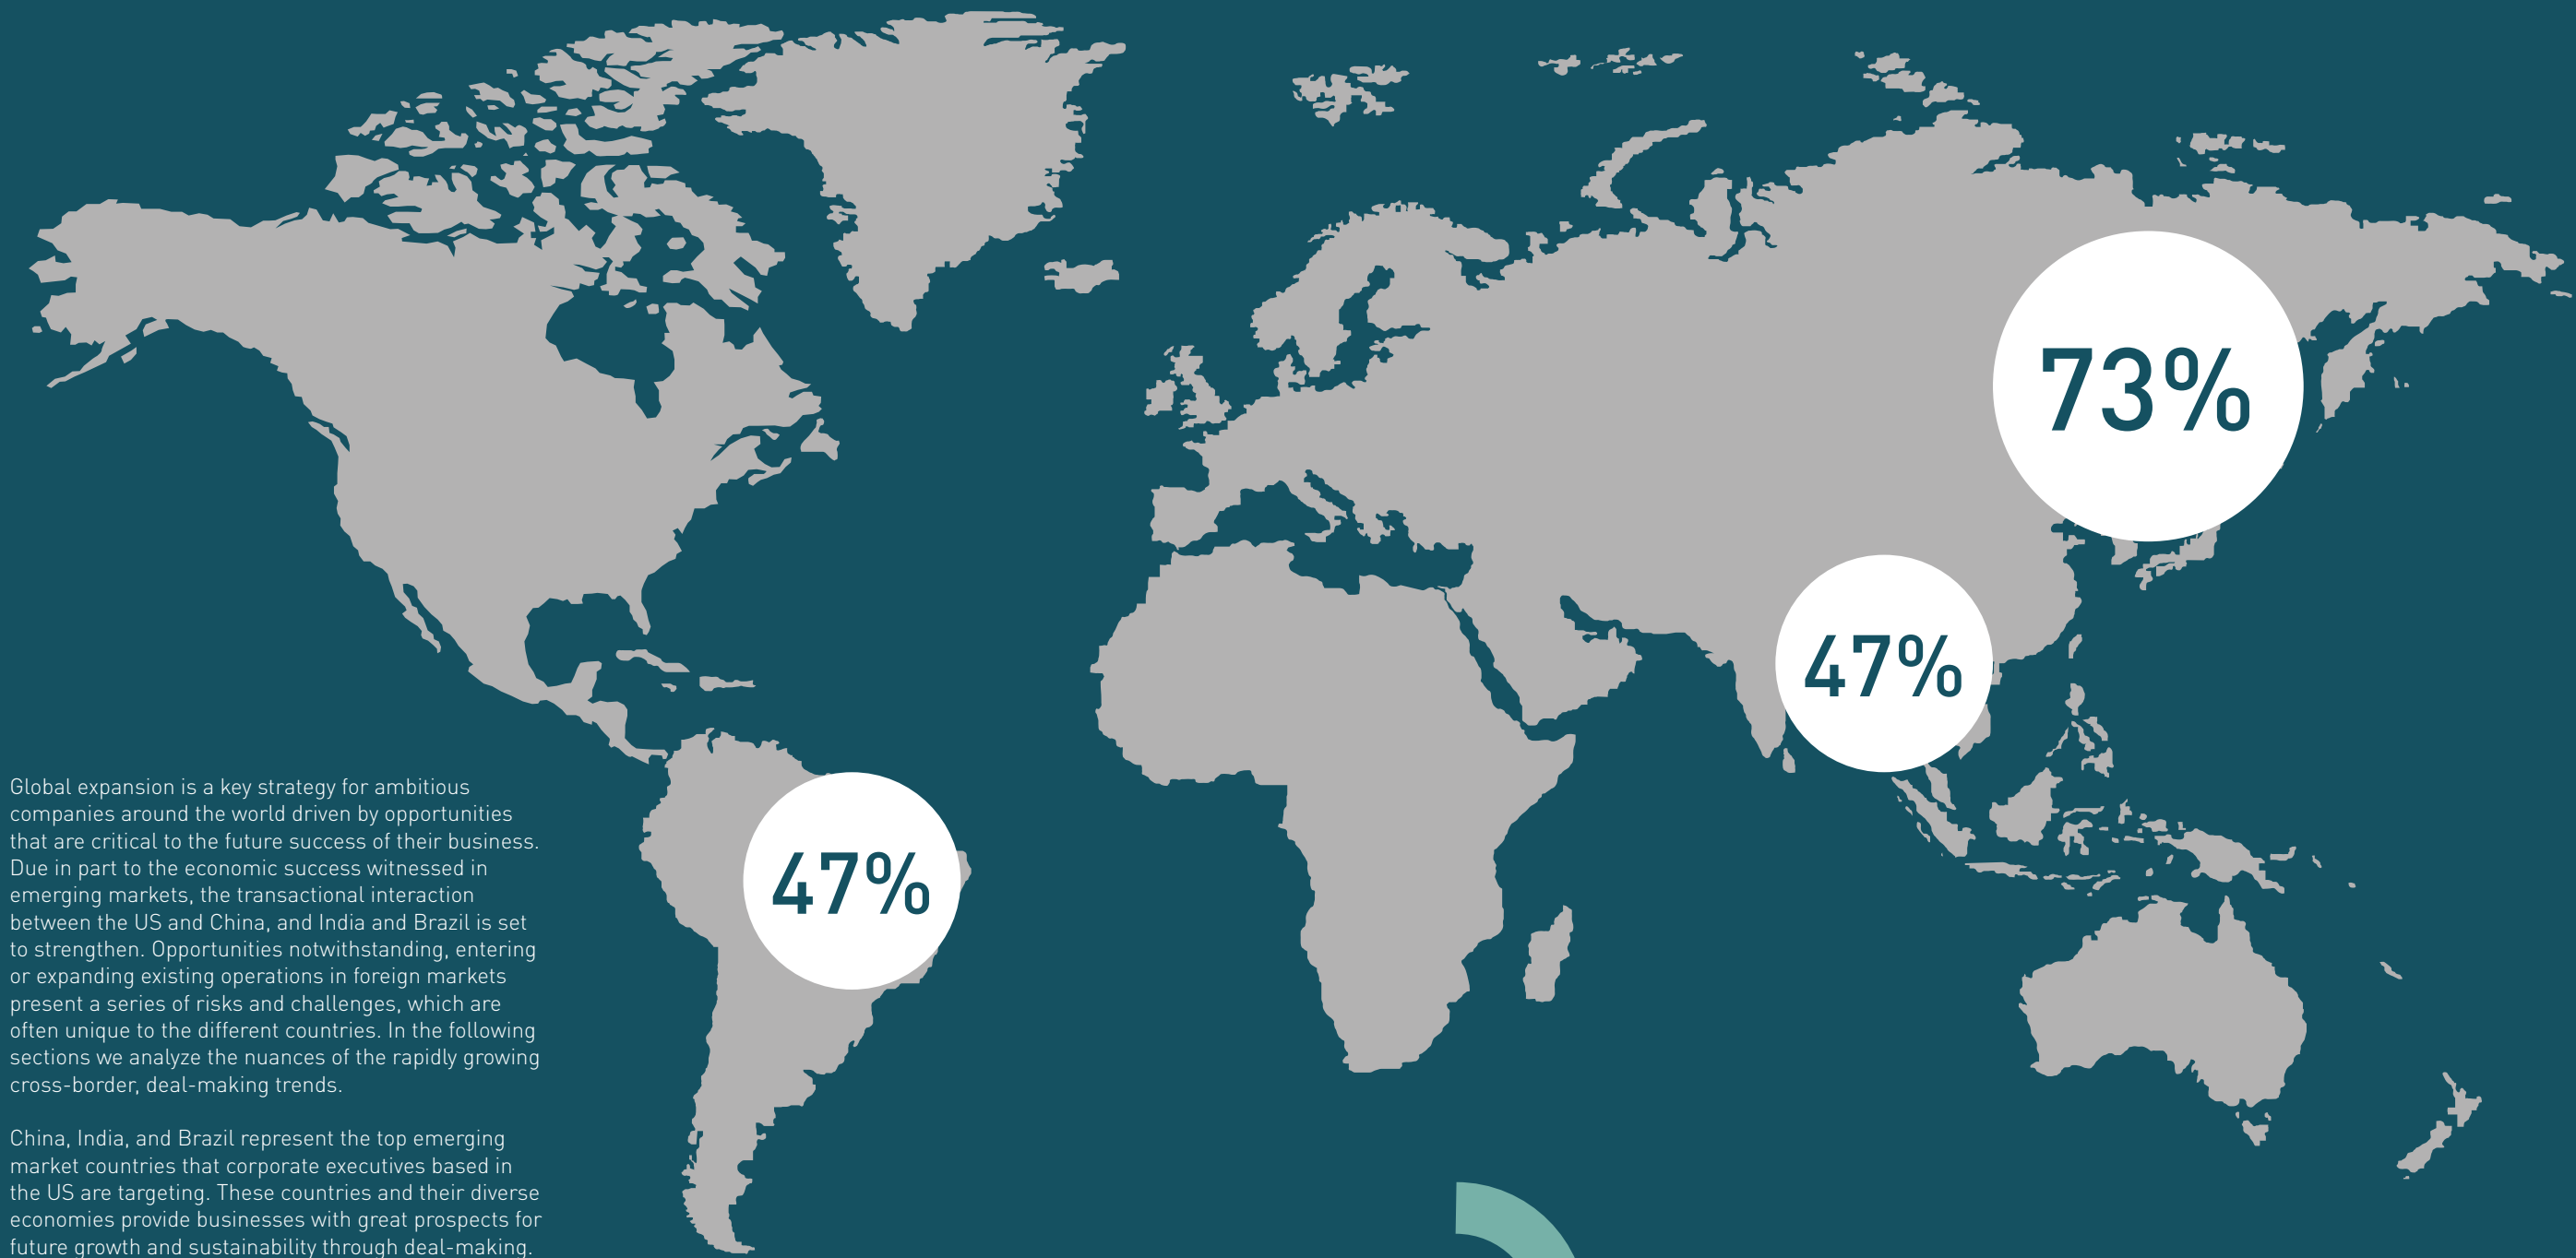 73%
47%
47%
Global expansion is a key strategy for ambitious
companies around the world driven by opportunities
that are critical to the future success of their business.
Due in part to the economic success witnessed in
emerging markets, the transactional interaction
between the US and China, and India and Brazil is set
to strengthen. Opportunities notwithstanding, entering
or expanding existing operations in foreign markets
present a series of risks and challenges, which are
often unique to the different countries. In the following
sections we analyze the nuances of the rapidly growing
cross-border, deal-making trends.
China, India, and Brazil represent the top emerging
market countries that corporate executives based in
the US are targeting. These countries and their diverse
economies provide businesses with great prospects for
future growth and sustainability through deal-making.